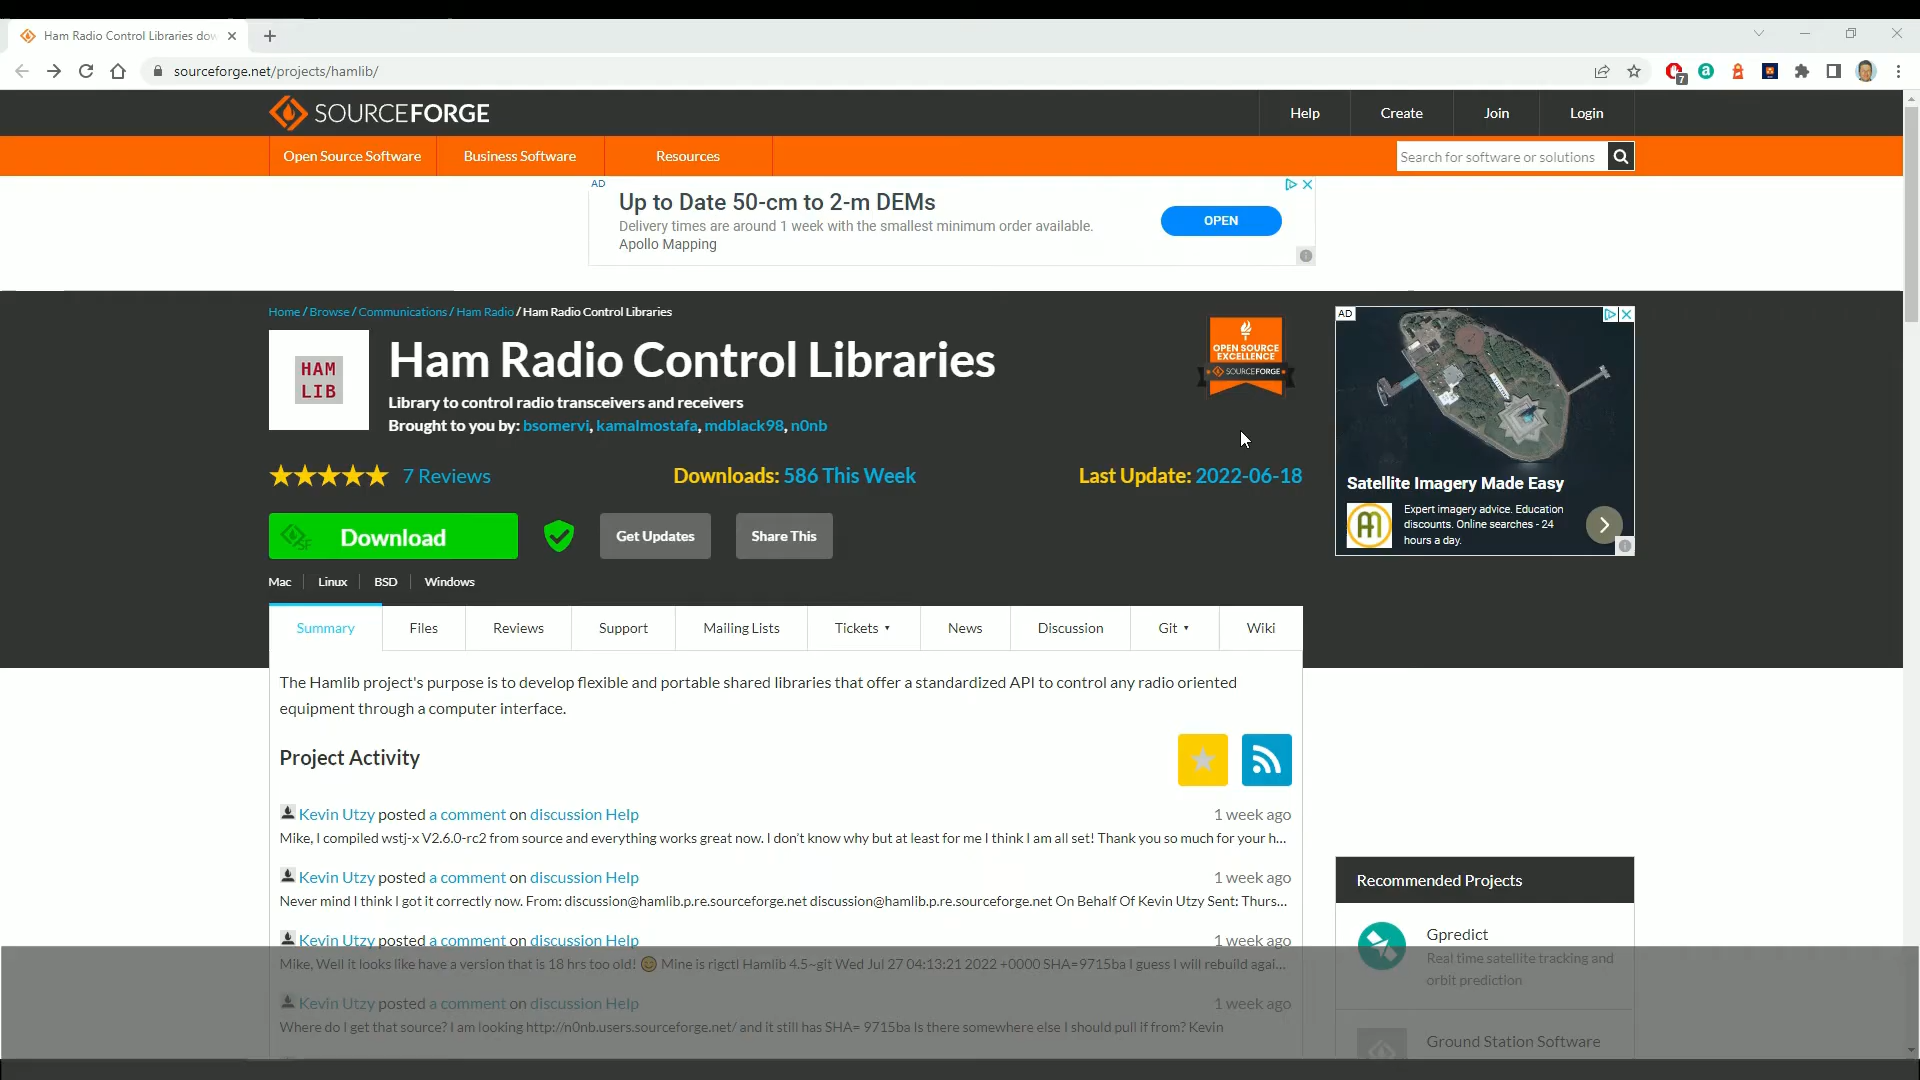 Ham Radio Control Libraries dow
sourceforge.net/projects/hamlib/
7
SOURCEFORGE
Help
Create
Join
Login
Open Source Software
Business Software
Resources
Search for software or solutions
AD
Up to Date 50-cm to 2-m DEMs
Delivery times are around 1 week with the smallest minimum order available.
Apollo Mapping
OPEN
Home / Browse / Communications / Ham Radio / Ham Radio Control Libraries
HAM
LIB
Ham Radio Control Libraries
Library to control radio transceivers and receivers
Brought to you by: bsomervi, kamalmostafa, mdblack98, n0nb
OPEN SOURCE
EXCELLENCE
SOURCEFORGE
AD
Satellite Imagery Made Easy
Expert imagery advice. Education
discounts. Online searches - 24
hours a day.
7 Reviews
Downloads: 586 This Week
Last Update: 2022-06-18
SF
Download
Get Updates
Share This
Mac
Linux
BSD
Windows
Summary
Files
Reviews
Support
Mailing Lists
Tickets
News
Discussion
Git
Wiki
The Hamlib project's purpose is to develop flexible and portable shared libraries that offer a standardized API to control any radio oriented
equipment through a computer interface.
Project Activity
Kevin Utzy posted a comment on discussion Help
1 week ago
Mike, I compiled wstj-x V2.6.0-rc2 from source and everything works great now. I don't know why but at least for me I think I am all set! Thank you so much for your h...
Kevin Utzy posted a comment on discussion Help
1 week ago
Never mind I think I got it correctly now. From: discussion@hamlib.p.re.sourceforge.net discussion@hamlib.p.re.sourceforge.net On Behalf Of Kevin Utzy Sent: Thurs...
Kevin Utzy posted a comment on discussion Help
1 week ago
Mike, Well it looks like have a version that is 18 hrs too old! 😊 Mine is rigctl Hamlib 4.5~git Wed Jul 27 04:13:21 2022 +0000 SHA=9715ba I guess I will rebuild agai...
Kevin Utzy posted a comment on discussion Help
1 week ago
Where do I get that source? I am looking http://n0nb.users.sourceforge.net/ and it still has SHA= 9715ba Is there somewhere else I should pull if from? Kevin
Recommended Projects
Gpredict
Real time satellite tracking and
orbit prediction
Ground Station Software